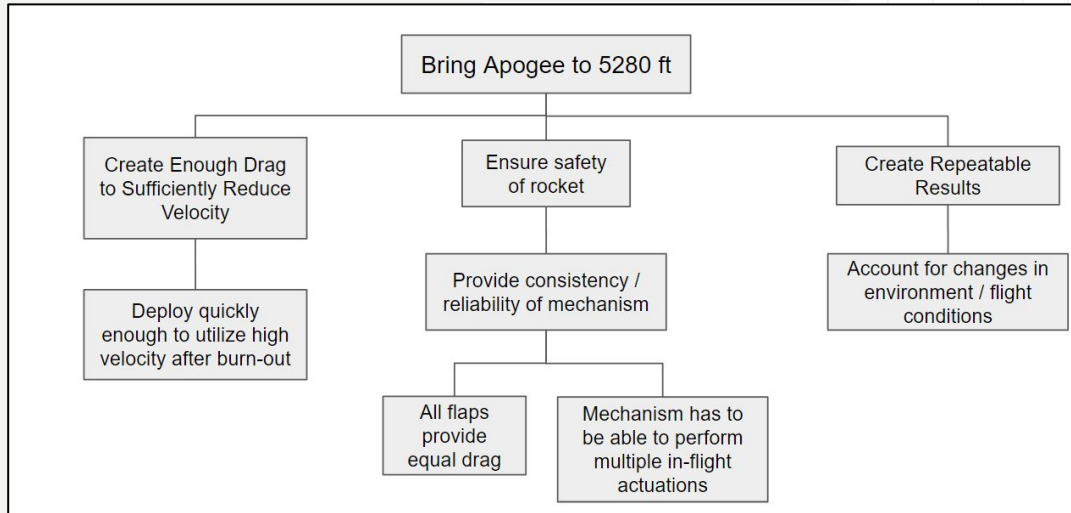 Bring Apogee to 5280 ft
Create Enough Drag
to Sufficiently Reduce
Velocity
Ensure safety
of rocket
Create Repeatable
Results
Deploy quickly
enough to utilize high
velocity after burn-out
Provide consistency /
reliability of mechanism
Account for changes in
environment / flight
conditions
All flaps
provide
equal drag
Mechanism has to
be able to perform
multiple in-flight
actuations